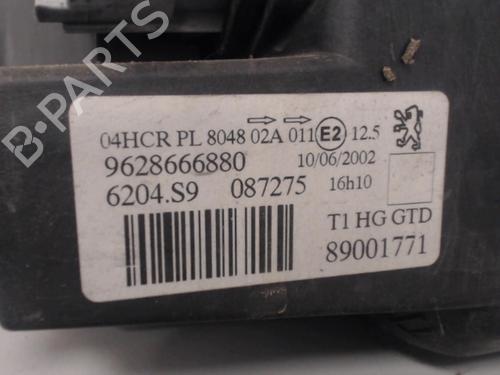 B-PARTS
04HCR PL 8048 02A 011 E2 12.5
9628666880 10/06/2002
6204.S9 087275 16h10
T1 HG GTD
89001771